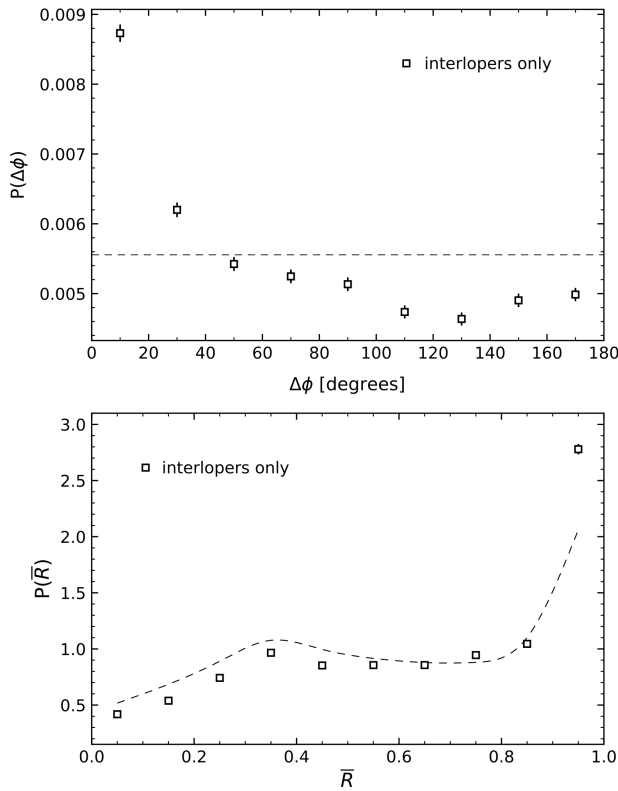 0.009
0.008
0.007
0.006
0.005
P(Δϕ)
interlopers only
0 20 40 60 80 100 120 140 160 180
Δϕ [degrees]
3.0
2.5
2.0
1.5
1.0
0.5
P(R̅)
interlopers only
0.0 0.2 0.4 0.6 0.8 1.0
R̅